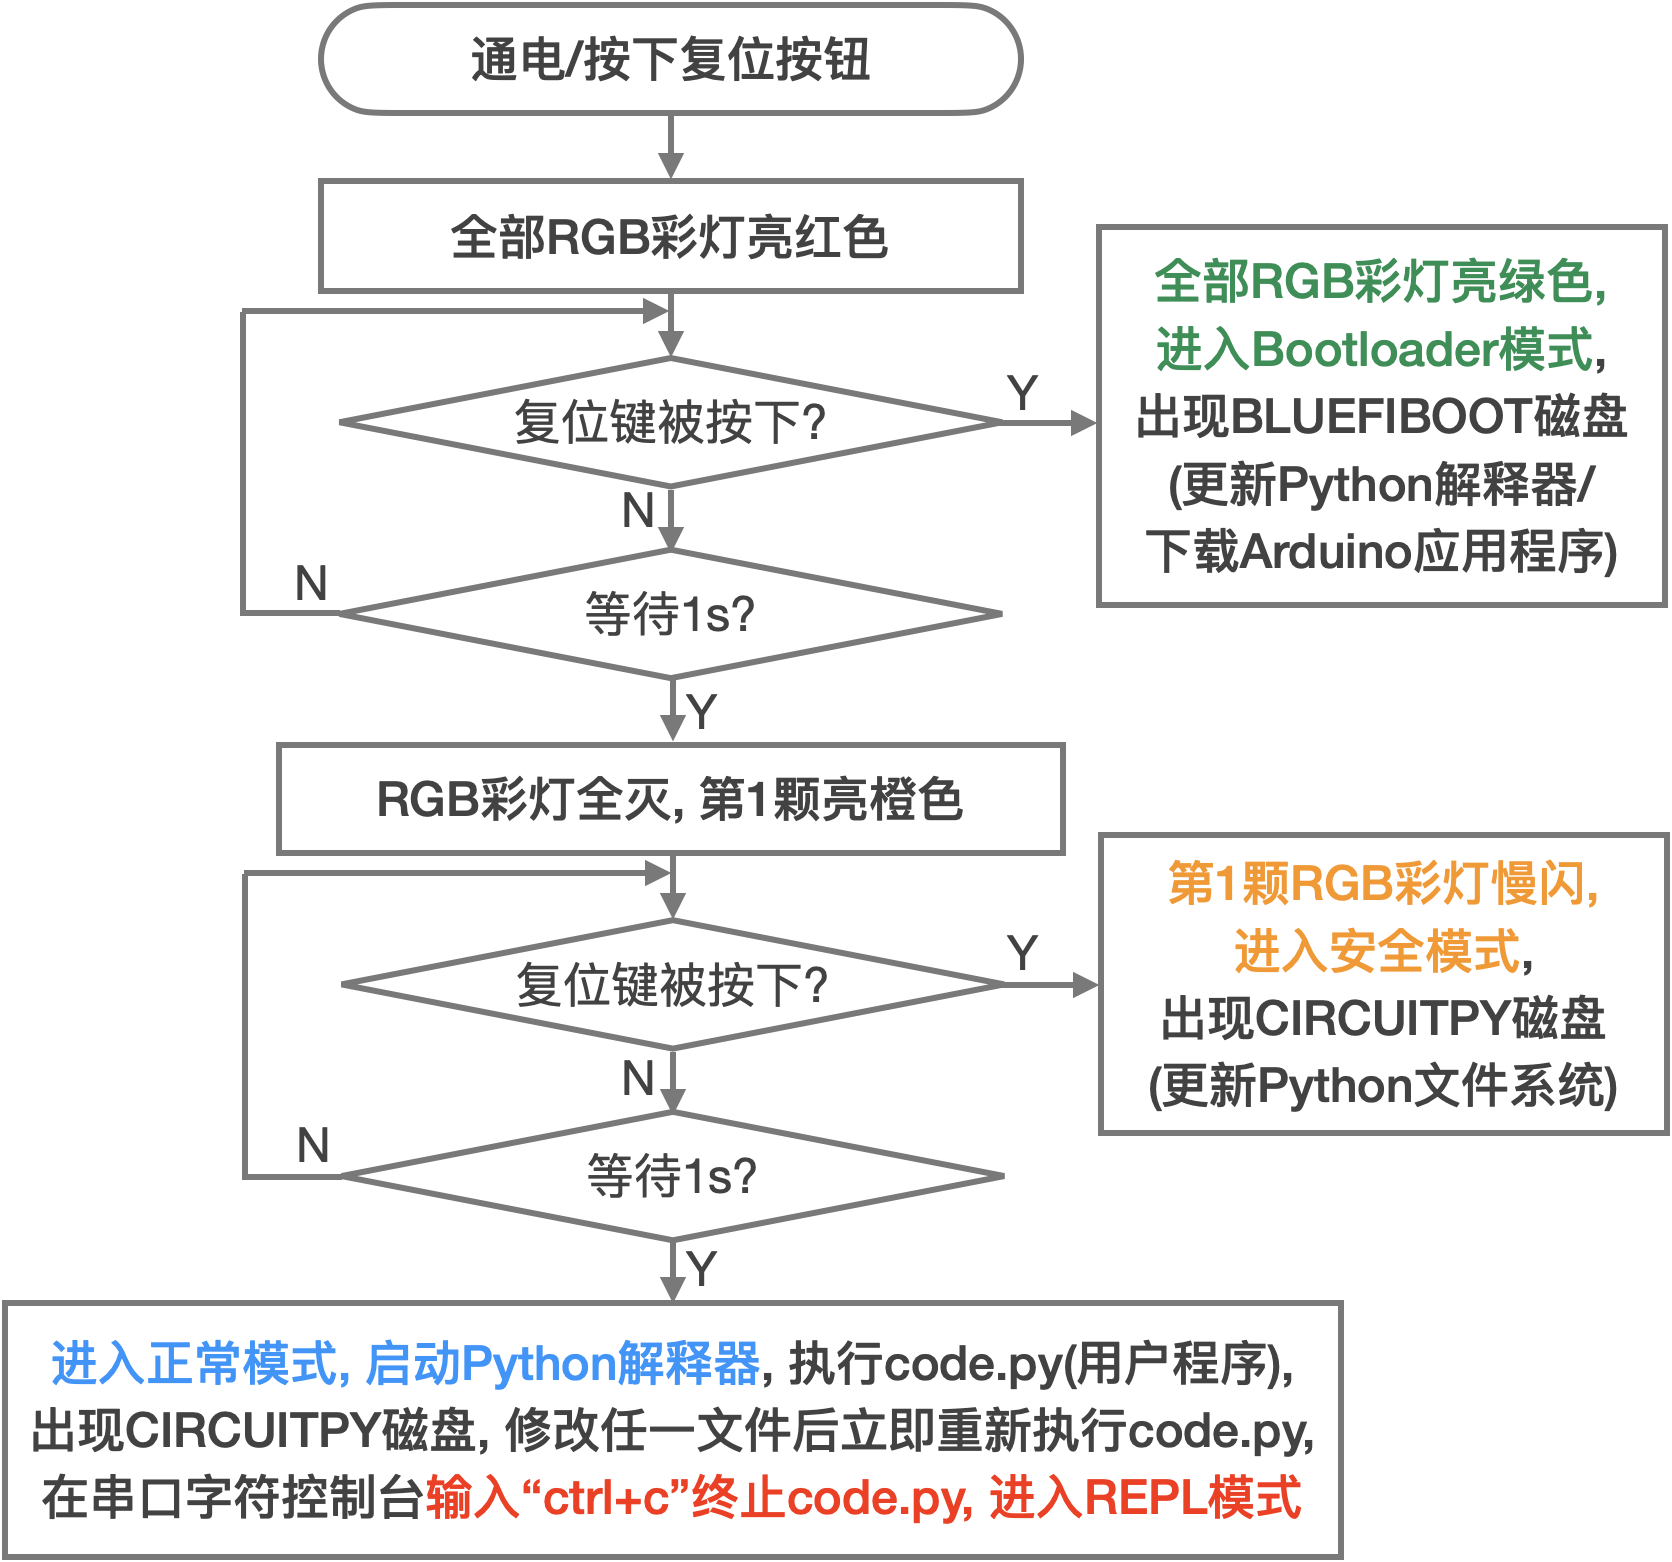 通电/按下复位按钮
全部RGB彩灯亮红色
复位键被按下?
Y
全部RGB彩灯亮绿色,
进入Bootloader模式,
出现BLUEFIBOOT磁盘
(更新Python解释器/
下载Arduino应用程序)
N
等待1s?
N
Y
RGB彩灯全灭, 第1颗亮橙色
复位键被按下?
Y
第1颗RGB彩灯慢闪,
进入安全模式,
出现CIRCUITPY磁盘
(更新Python文件系统)
N
等待1s?
N
Y
进入正常模式, 启动Python解释器, 执行code.py(用户程序),
出现CIRCUITPY磁盘, 修改任一文件后立即重新执行code.py,
在串口字符控制台输入“ctrl+c”终止code.py, 进入REPL模式